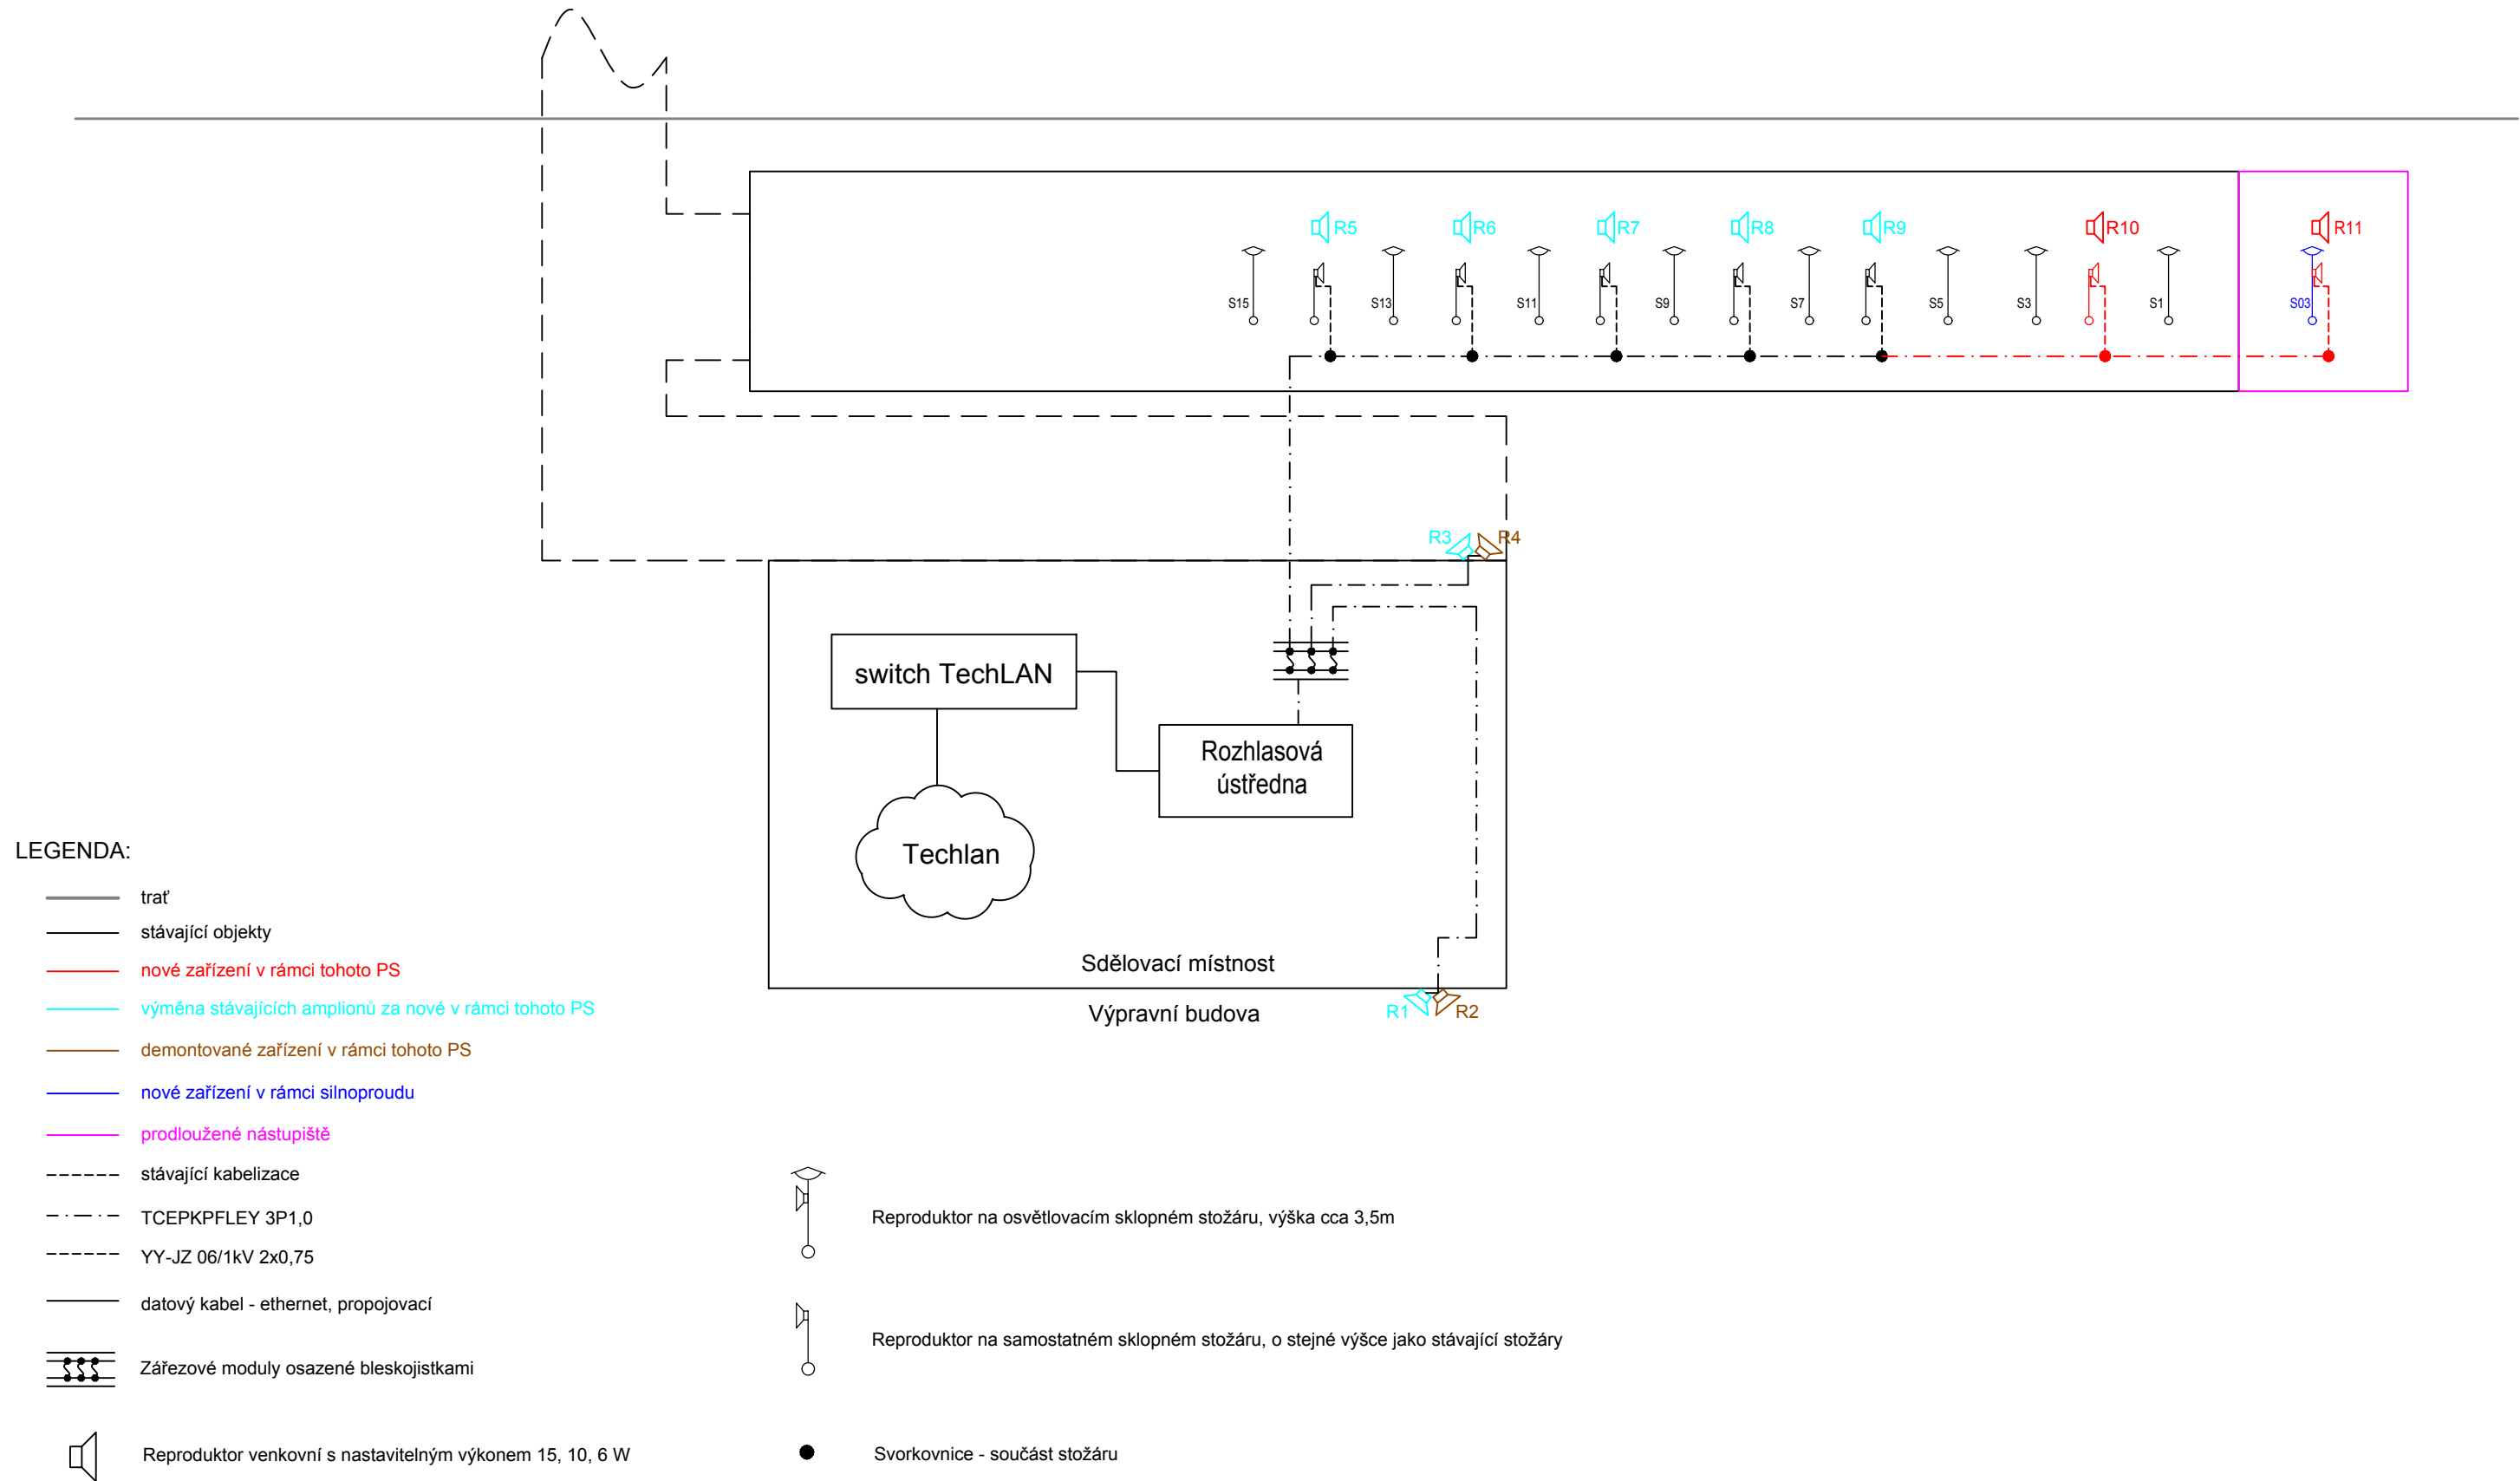 R5 R6 R7 R8 R9 R10 R11
S15 S13 S11 S9 S7 S5 S3 S1 S03
R3 R4
switch TechLAN
Rozhlasová
ústředna
Techlan
Sdělovací místnost
Výpravní budova
R1 R2
LEGENDA:
trať
stávající objekty
nové zařízení v rámci tohoto PS
výměna stávajících amplionů za nové v rámci tohoto PS
demontované zařízení v rámci tohoto PS
nové zařízení v rámci silnoproudu
prodloužené nástupiště
stávající kabelizace
TCEPKPFLEY 3P1,0
YY-JZ 06/1kV 2x0,75
datový kabel - ethernet, propojovací
Zářezové moduly osazené bleskojistkami
Reproduktor venkovní s nastavitelným výkonem 15, 10, 6 W
Reproduktor na osvětlovacím sklopném stožáru, výška cca 3,5m
Reproduktor na samostatném sklopném stožáru, o stejné výšce jako stávající stožáry
Svorkovnice - součást stožáru